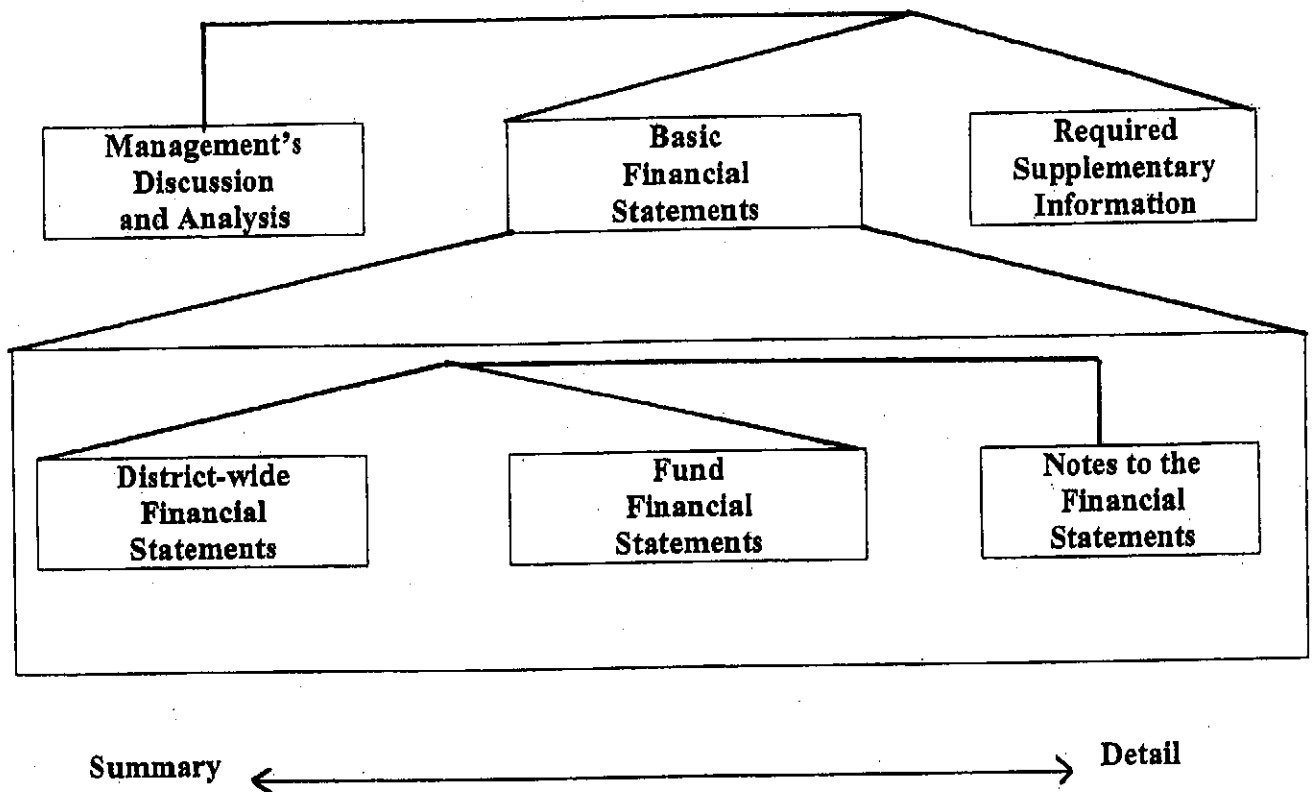 Management's
Discussion
and Analysis
Basic
Financial
Statements
Required
Supplementary
Information
District-wide
Financial
Statements
Fund
Financial
Statements
Notes to the
Financial
Statements
Summary
Detail